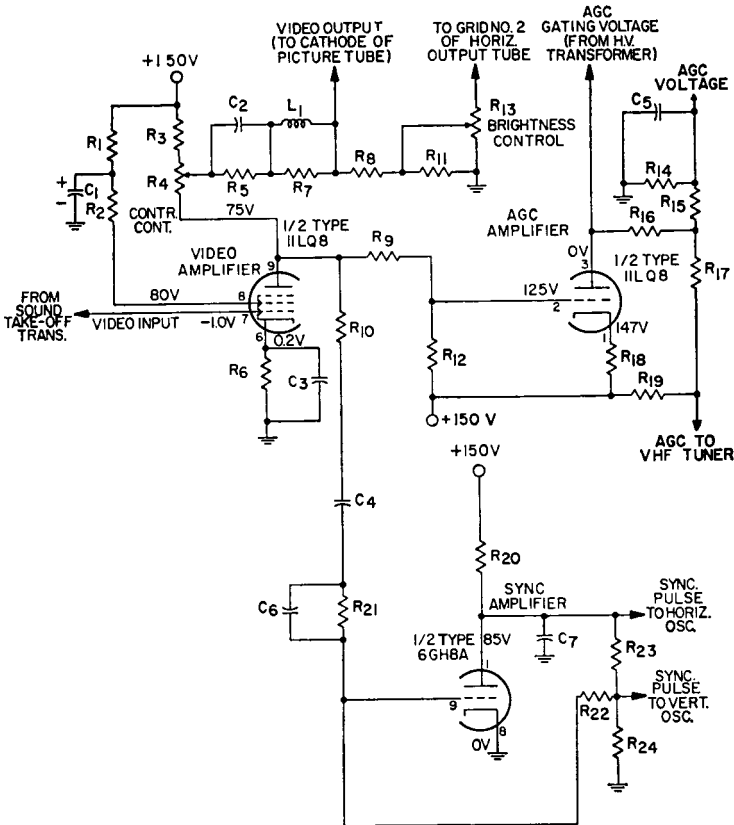 VIDEO OUTPUT
(TO CATHODE OF
PICTURE TUBE)
TO GRID NO. 2
OF HORIZ.
OUTPUT TUBE
AGC
GATING VOLTAGE
(FROM H.V.
TRANSFORMER)
AGC
VOLTAGE
+150V
C2
L1
R13
BRIGHTNESS
CONTROL
C5
R1
R3
R4
R5
R7
R8
R11
R14
R15
+
-
C1
R2
CONTR.
CONT.
75V
1/2 TYPE
11LQ8
VIDEO
AMPLIFIER
9
R9
AGC
AMPLIFIER
R16
0V
3
1/2 TYPE
11LQ8
R17
FROM
SOUND
TAKE-OFF
TRANS.
80V
8
VIDEO INPUT
-1.0V
7
6
0.2V
125V
2
147V
1
R10
R6
C3
R12
R18
R19
+150 V
AGC TO
VHF TUNER
+150V
C4
R20
C6
R21
SYNC
AMPLIFIER
SYNC.
PULSE
TO HORIZ.
OSC.
1/2 TYPE
6GH8A
85V
C7
1
R23
9
8
0V
R22
SYNC.
PULSE
TO VERT.
OSC.
R24